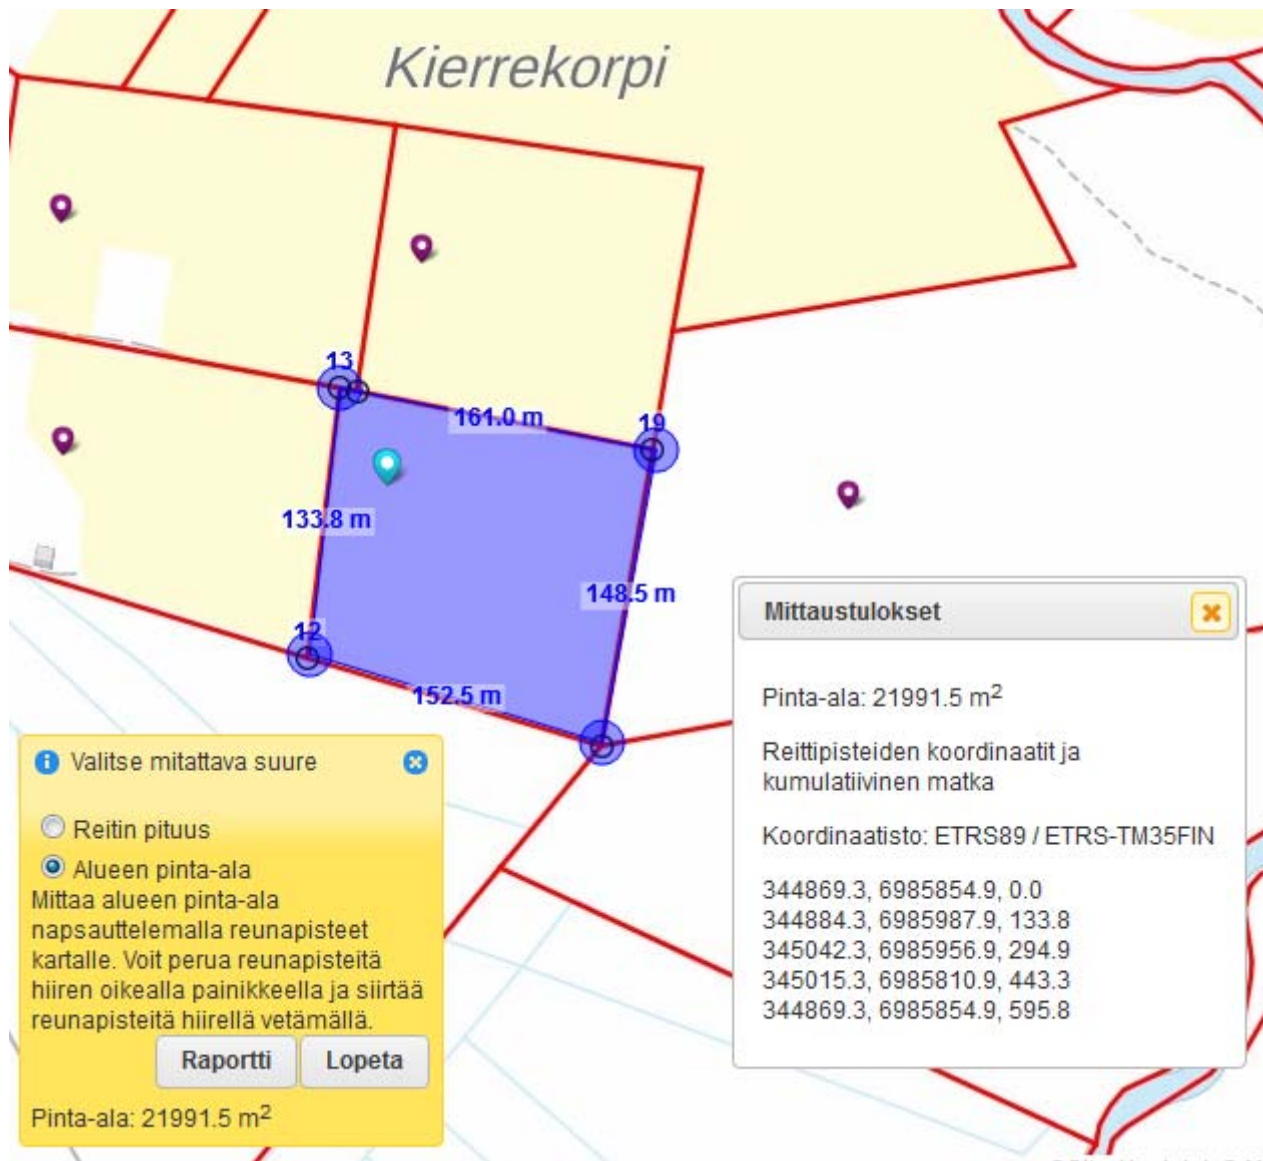 Kierrekorpi
13
161.0 m
19
133.8 m
148.5 m
12
152.5 m
Mittaustulokset
Pinta-ala: 21991.5 m²
Reittipisteiden koordinaatit ja
kumulatiivinen matka
Koordinaatisto: ETRS89 / ETRS-TM35FIN
344869.3, 6985854.9, 0.0
344884.3, 6985987.9, 133.8
345042.3, 6985956.9, 294.9
345015.3, 6985810.9, 443.3
344869.3, 6985854.9, 595.8
Valitse mitattava suure
Reitin pituus
Alueen pinta-ala
Mittaa alueen pinta-ala
napsauttelemalla reunapisteet
kartalle. Voit perua reunapisteitä
hiiren oikealla painikkeella ja siirtää
reunapisteitä hiirellä vetämällä.
Raportti Lopeta
Pinta-ala: 21991.5 m²